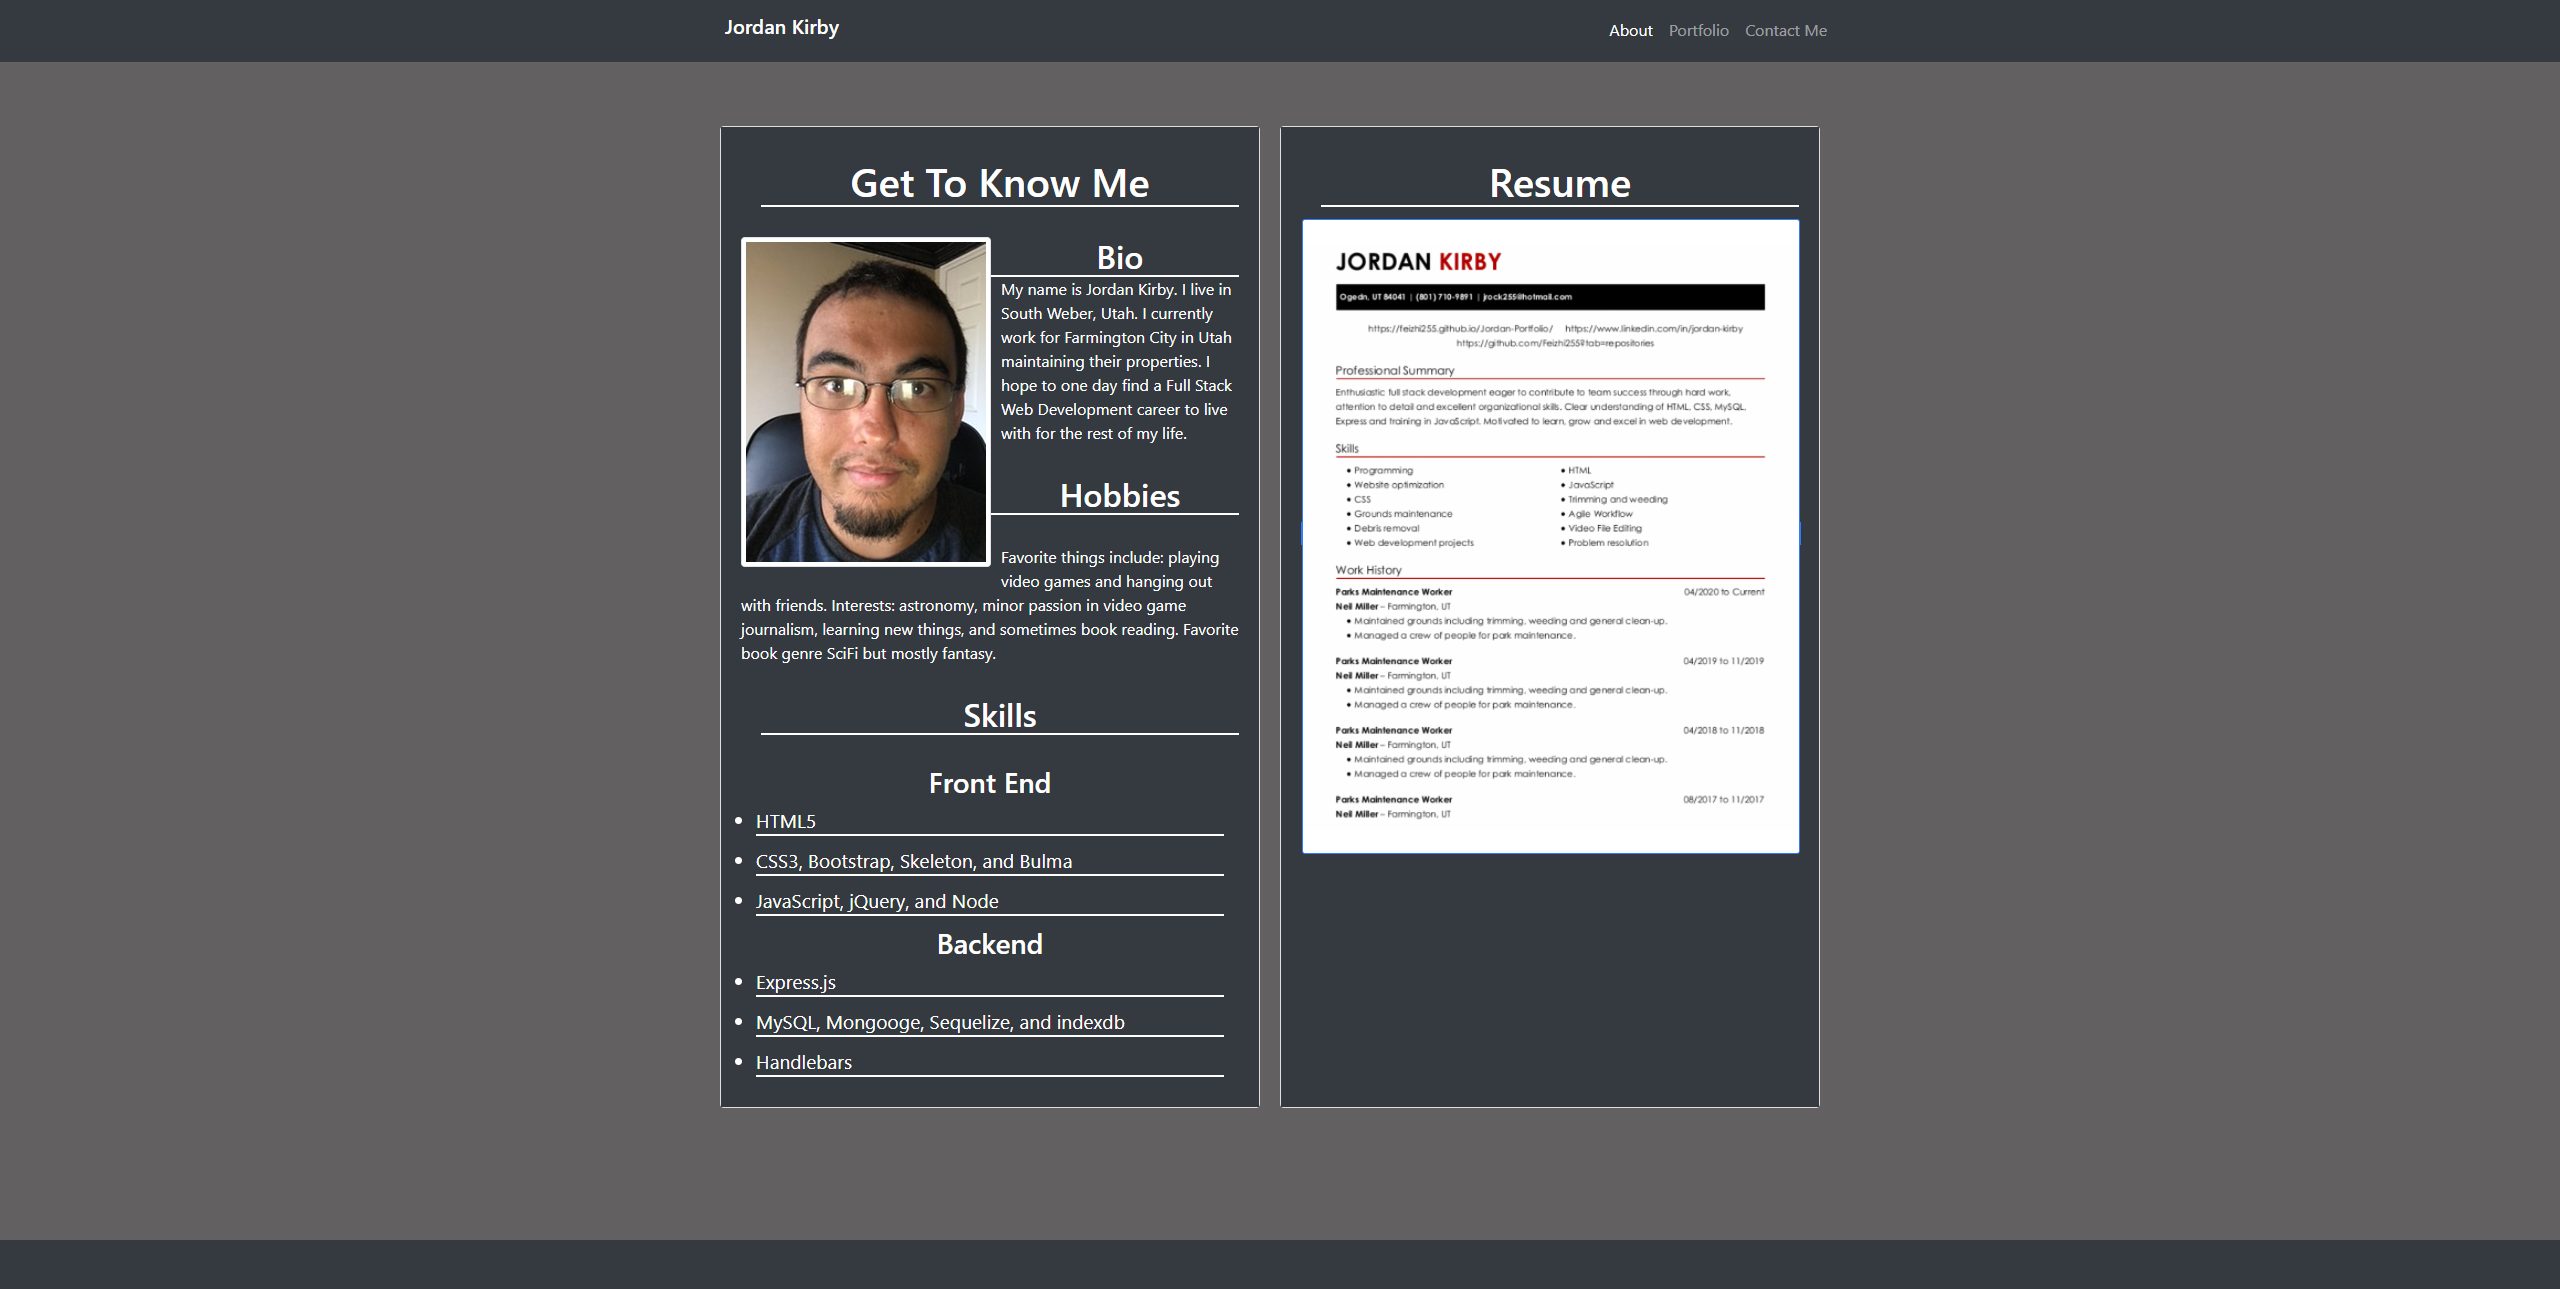 Jordan Kirby
About Portfolio Contact Me
Get To Know Me
Bio
My name is Jordan Kirby. I live in
South Weber, Utah. I currently
work for Farmington City in Utah
maintaining their properties. I
hope to one day find a Full Stack
Web Development career to live
with for the rest of my life.
Hobbies
Favorite things include: playing
video games and hanging out
with friends. Interests: astronomy, minor passion in video game
journalism, learning new things, and sometimes book reading. Favorite
book genre SciFi but mostly fantasy.
Skills
Front End
• HTML5
• CSS3, Bootstrap, Skeleton, and Bulma
• JavaScript, jQuery, and Node
Backend
• Express.js
• MySQL, Mongooge, Sequelize, and indexdb
• Handlebars
Resume
JORDAN KIRBY
Ogedn, UT 84041 | (801) 710-9891 | jrock255@hotmail.com
https://feizhi255.github.io/Jordan-Portfolio/ https://www.linkedin.com/in/jordan-kirby
https://github.com/Feizhi255?tab=repositories
Professional Summary
Enthusiastic full stack development eager to contribute to team success through hard work,
attention to detail and excellent organizational skills. Clear understanding of HTML, CSS, MySQL,
Express and training in JavaScript. Motivated to learn, grow and excel in web development.
Skills
• Programming
• Website optimization
• CSS
• Grounds maintenance
• Debris removal
• Web development projects
• HTML
• JavaScript
• Trimming and weeding
• Agile Workflow
• Video File Editing
• Problem resolution
Work History
Parks Maintenance Worker 04/2020 to Current
Neil Miller – Farmington, UT
• Maintained grounds including trimming, weeding and general clean-up.
• Managed a crew of people for park maintenance.
Parks Maintenance Worker 04/2019 to 11/2019
Neil Miller – Farmington, UT
• Maintained grounds including trimming, weeding and general clean-up.
• Managed a crew of people for park maintenance.
Parks Maintenance Worker 04/2018 to 11/2018
Neil Miller – Farmington, UT
• Maintained grounds including trimming, weeding and general clean-up.
• Managed a crew of people for park maintenance.
Parks Maintenance Worker 08/2017 to 11/2017
Neil Miller – Farmington, UT